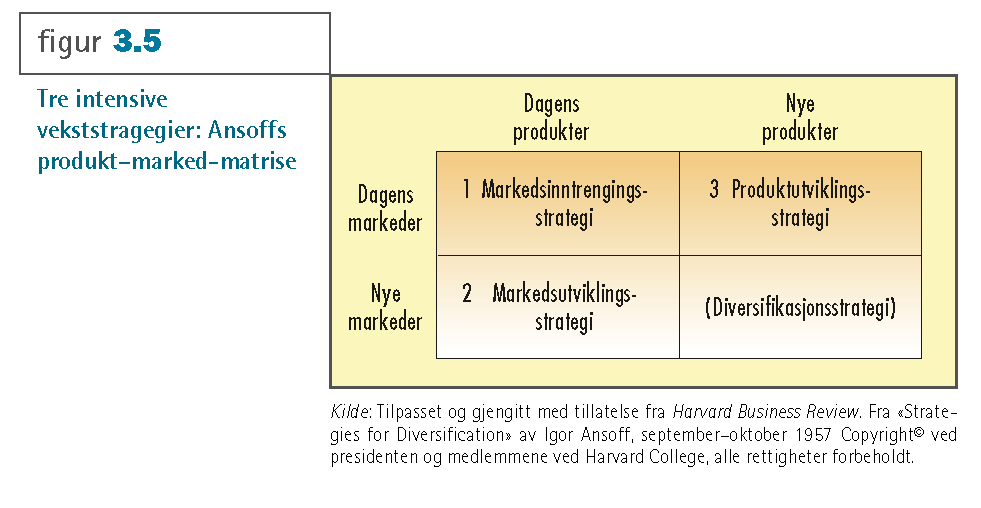 figur 3.5
Tre intensive
vekststragegier: Ansoffs
produkt–marked-matrise
Dagens
produkter
Nye
produkter
Dagens
markeder
1 Markedsinntrengings-
strategi
3 Produktutviklings-
strategi
Nye
markeder
2 Markedsutviklings-
strategi
(Diversifikasjonsstrategi)
Kilde: Tilpasset og gjengitt med tillatelse fra Harvard Business Review. Fra «Strate-
gies for Diversification» av Igor Ansoff, september–oktober 1957 Copyright© ved
presidenten og medlemmene ved Harvard College, alle rettigheter forbeholdt.